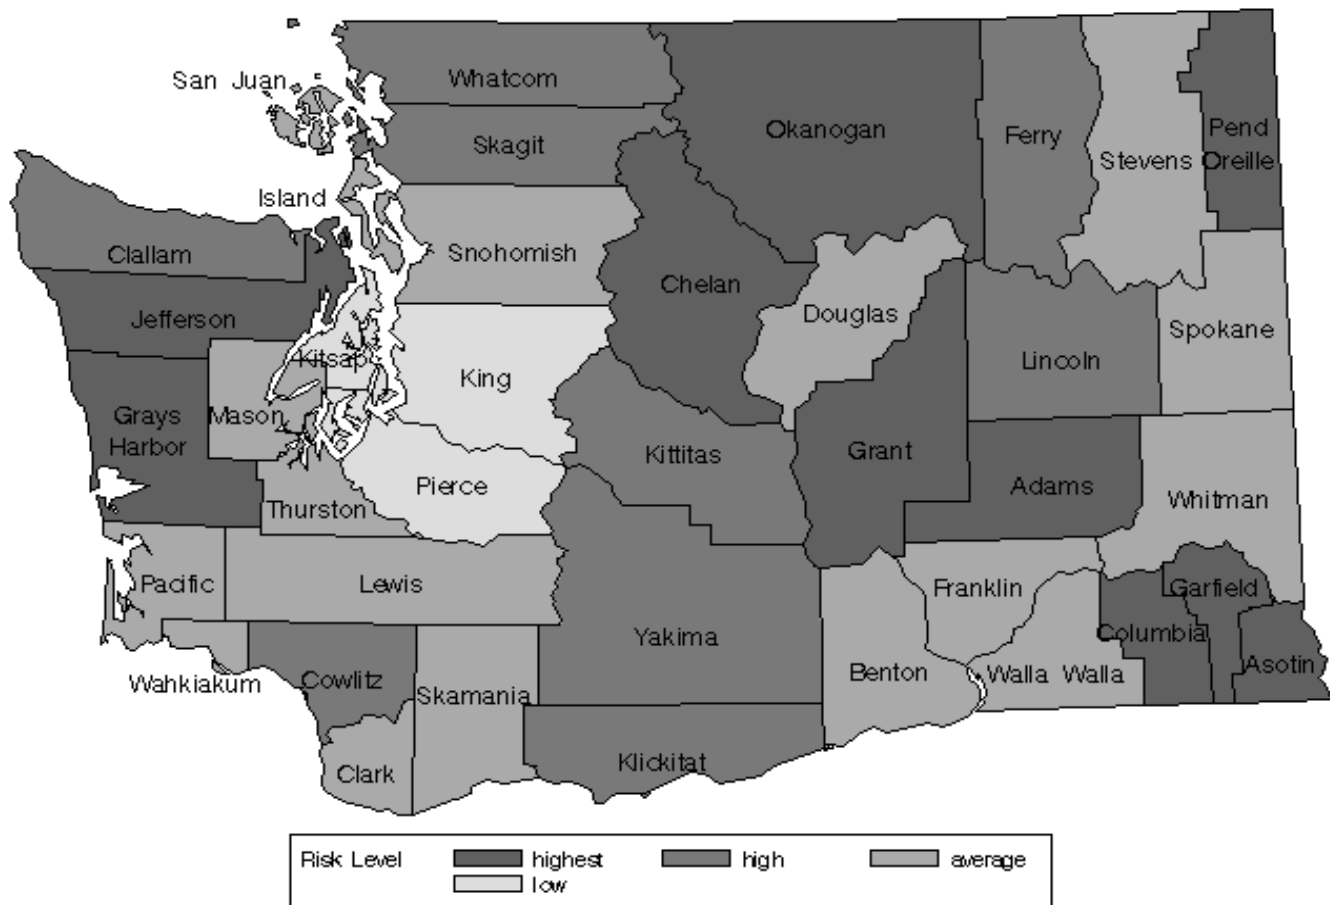 Whatcom
San Juan
Okanogan
Pend
Oreille
Ferry
Skagit
Stevens
Island
Clallam
Snohomish
Chelan
Douglas
Jefferson
Spokane
Kitsap
King
Lincoln
Grays
Harbor
Mason
Kittitas
Grant
Pierce
Adams
Whitman
Thurston
Pacific
Lewis
Franklin
Garfield
Yakima
Columbia
Wahkiakum
Cowlitz
Skamania
Benton
Walla Walla
Asotin
Klickitat
Clark
Risk Level
highest
high
average
low